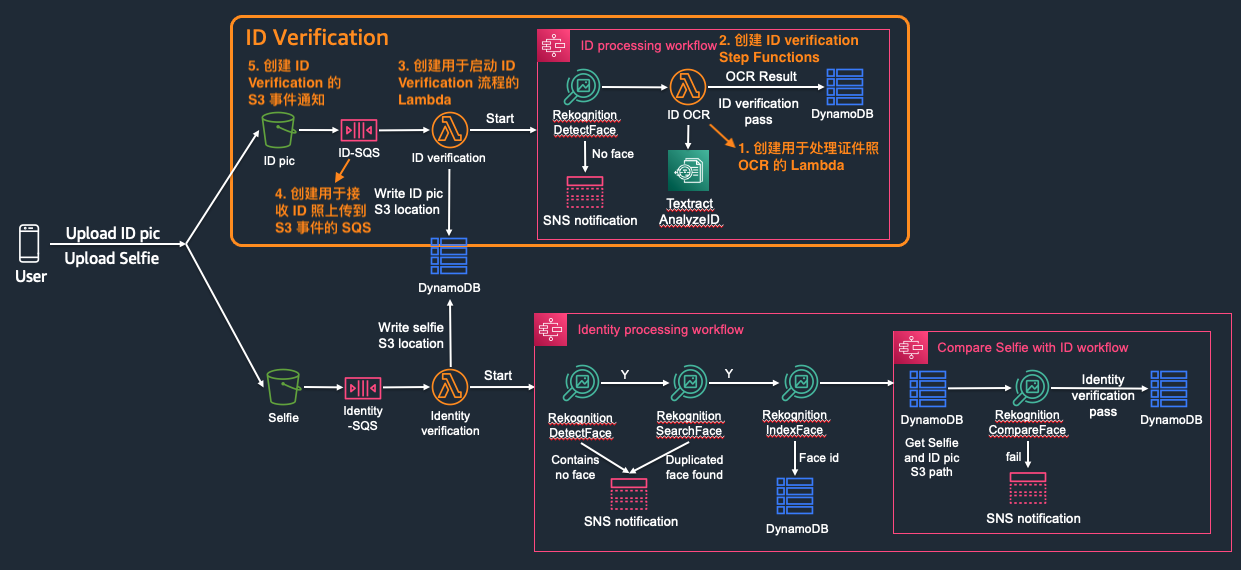 ID Verification
5. 创建 ID
Verification 的
S3 事件通知
3. 创建用于启动 ID
Verification 流程的
Lambda
ID processing workflow
2. 创建 ID verification
Step Functions
OCR Result
ID verification
pass
DynamoDB
Rekognition
DetectFace
ID OCR
Start
ID pic
ID-SQS
ID verification
No face
1. 创建用于处理证件照
OCR 的 Lambda
4. 创建用于接
收 ID 照上传到
S3 事件的 SQS
Write ID pic
S3 location
SNS notification
Textract
AnalyzeID
User
Upload ID pic
Upload Selfie
DynamoDB
Write selfie
S3 location
Identity processing workflow
Compare Selfie with ID workflow
Selfie
Identity
-SQS
Identity
verification
Start
Y
Y
Rekognition
DetectFace
Rekognition
SearchFace
Rekognition
IndexFace
Contains
no face
Duplicated
face found
Face id
SNS notification
DynamoDB
DynamoDB
Get Selfie
and ID pic
S3 path
Rekognition
CompareFace
Identity
verification
pass
DynamoDB
fail
SNS notification